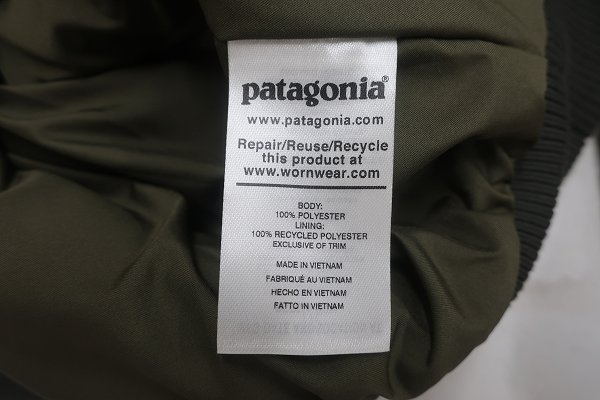 patagonia®
www.patagonia.com
Repair/Reuse/Recycle
this product at
www.wornwear.com
BODY:
100% POLYESTER
LINING:
100% RECYCLED POLYESTER
EXCLUSIVE OF TRIM
MADE IN VIETNAM
FABRIQUÉ AU VIETNAM
HECHO EN VIETNAM
FATTO IN VIETNAM